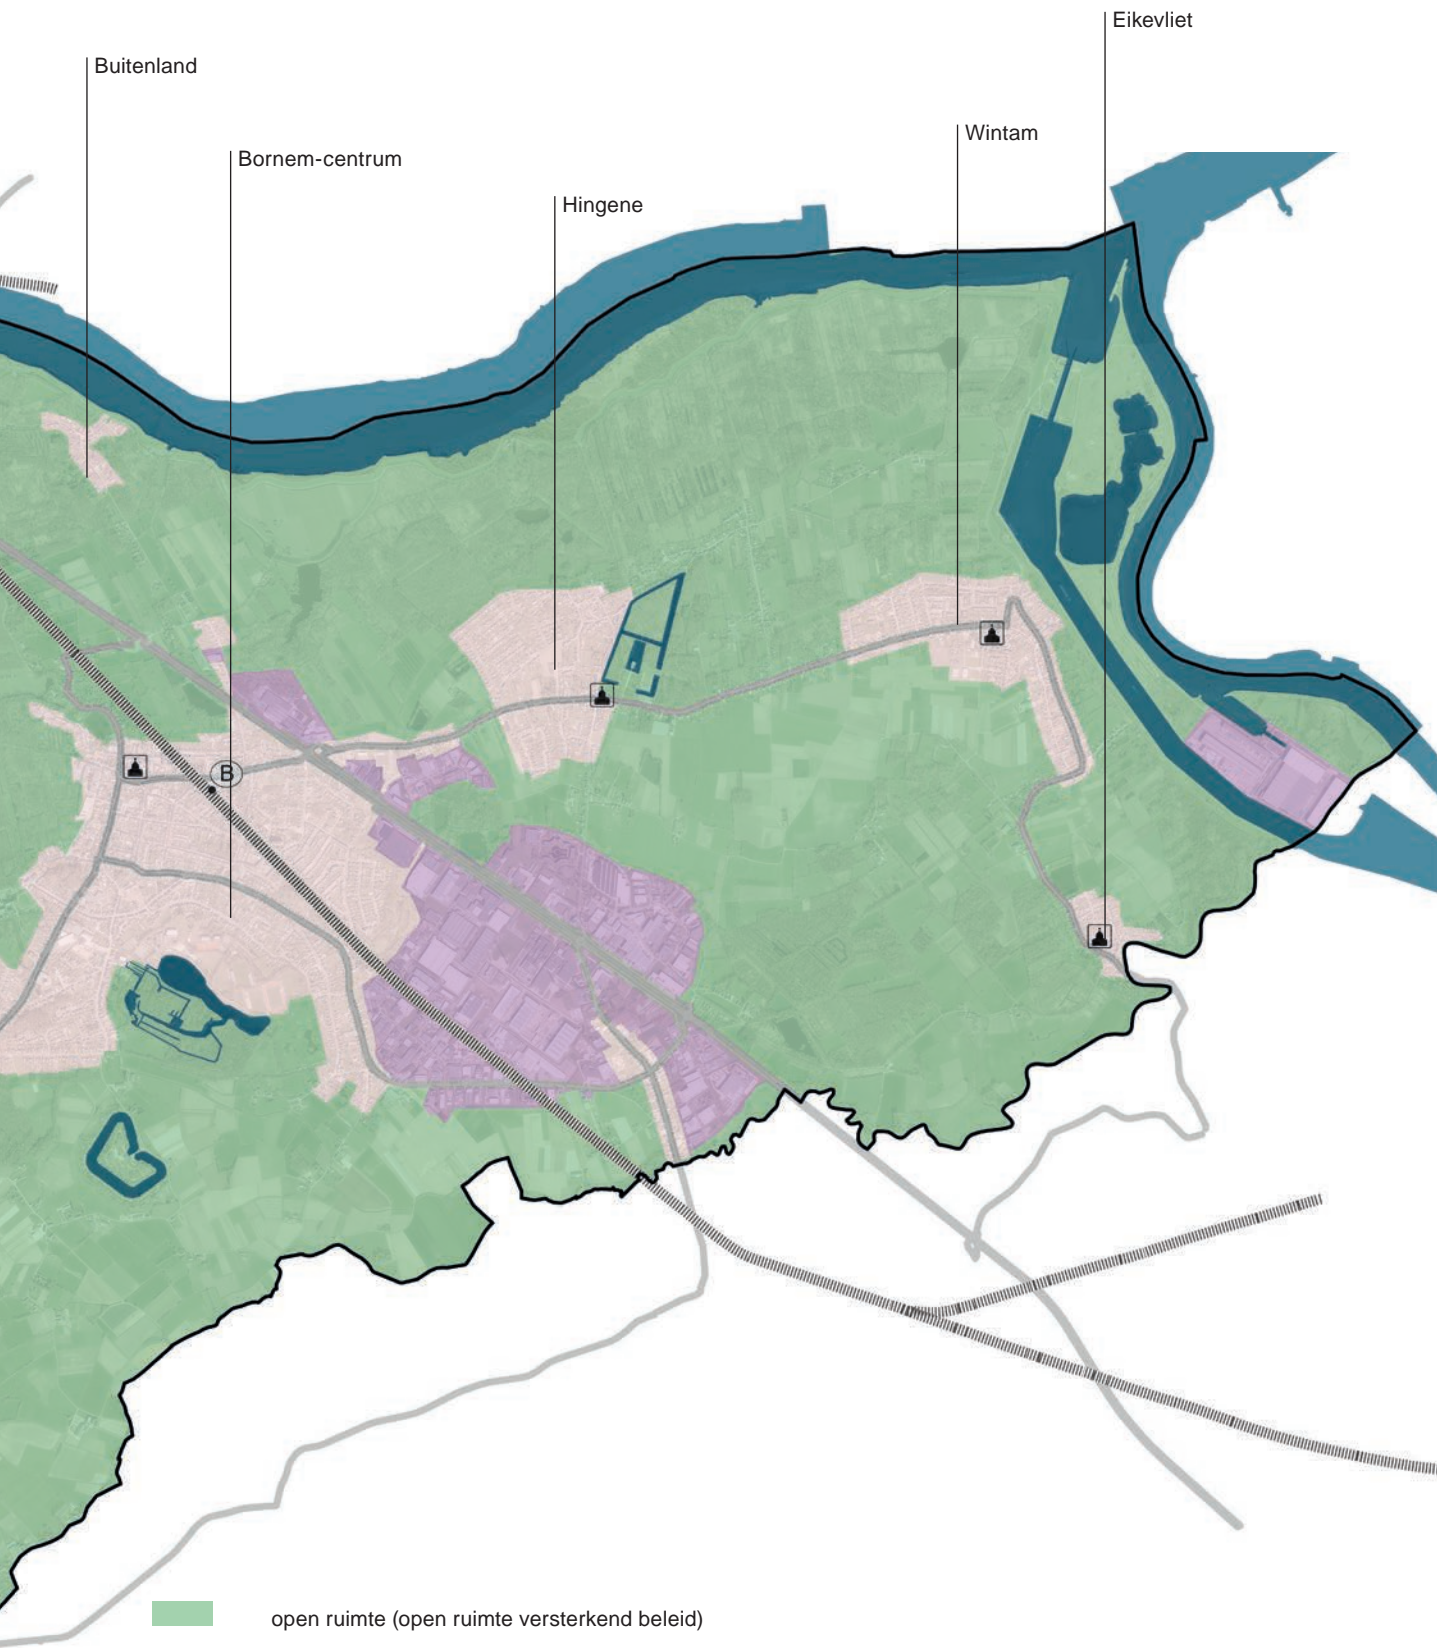 Eikevliet
Buitenland
Wintam
Bornem-centrum
Hingene
B
open ruimte (open ruimte versterkend beleid)